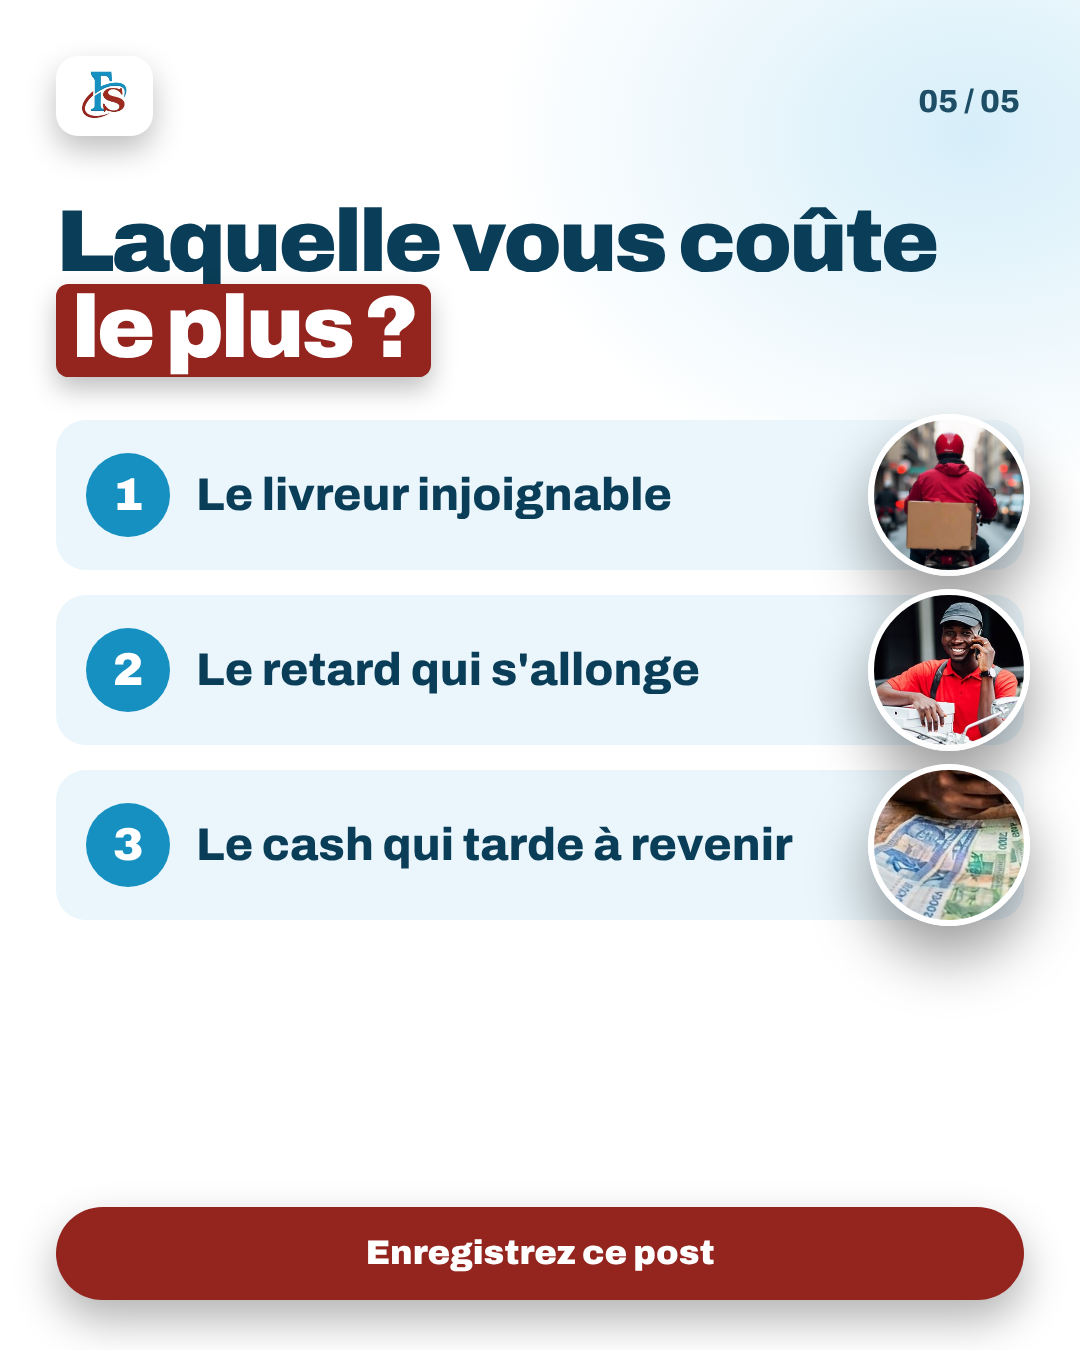 FS
05 / 05
Laquelle vous coûte
le plus ?
1 Le livreur injoignable
2 Le retard qui s'allonge
3 Le cash qui tarde à revenir
Enregistrez ce post